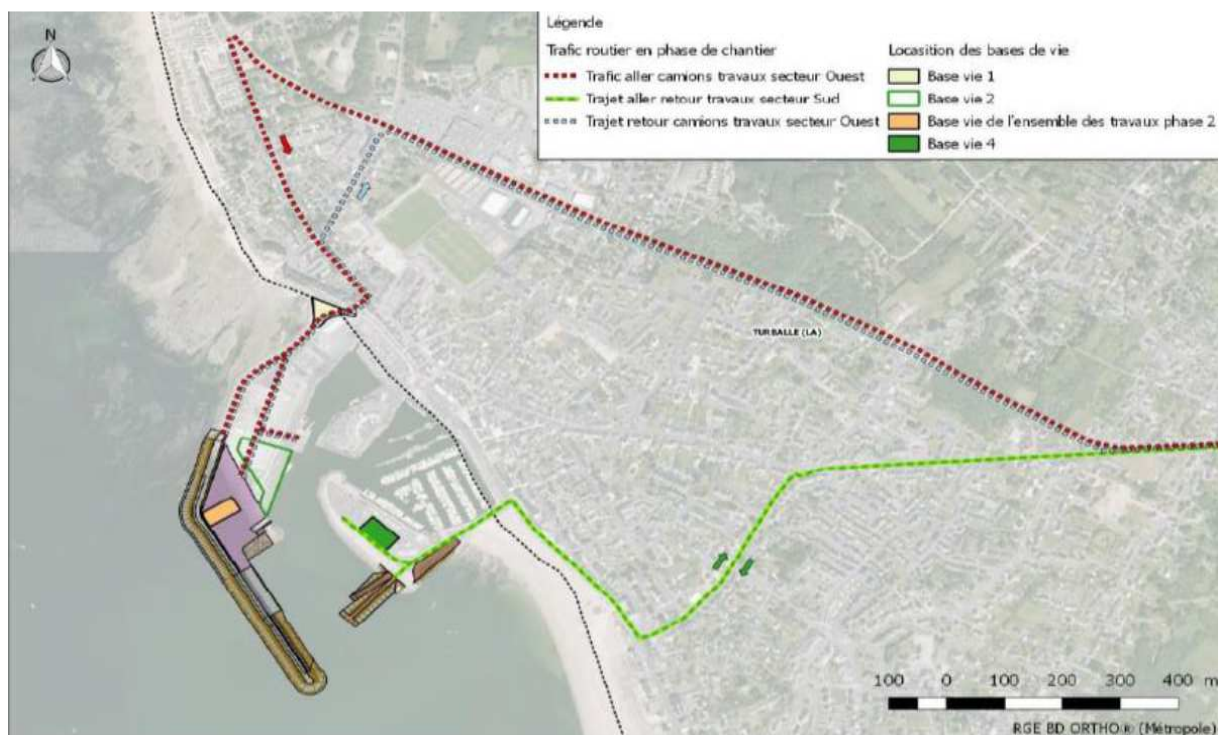 N
Légende
Trafic routier en phase de chantier
Trafic aller camions travaux secteur Ouest
Trajet aller retour travaux secteur Sud
Trajet retour camions travaux secteur Ouest
Locasition des bases de vie
Base vie 1
Base vie 2
Base vie de l'ensemble des travaux phase 2
Base vie 4
TURBALLE (LA)
100 0 100 200 300 400 m
RGE BD ORTHO® (Métropole)